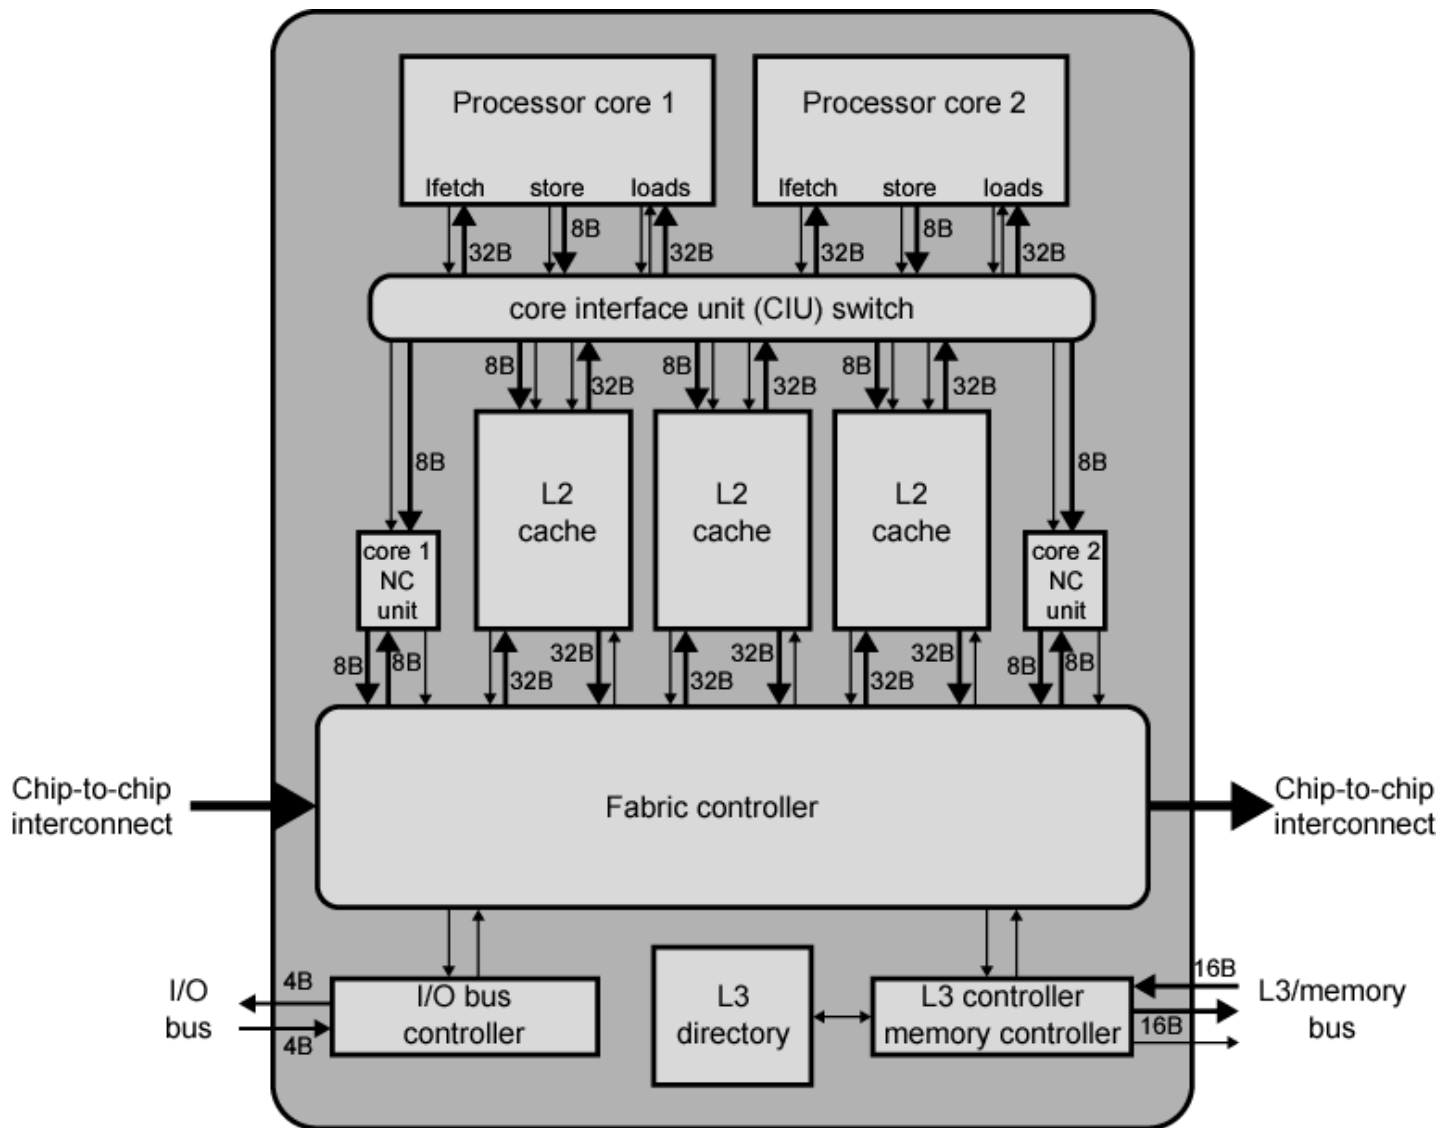 Processor core 1
Processor core 2
Ifetch store loads
Ifetch store loads
8B
8B
32B
32B
32B
32B
core interface unit (CIU) switch
8B
8B
8B
32B
32B
32B
8B
8B
L2
cache
L2
cache
L2
cache
core 1
NC
unit
core 2
NC
unit
8B
8B
32B
32B
32B
32B
32B
32B
8B
8B
Chip-to-chip
interconnect
Fabric controller
Chip-to-chip
interconnect
I/O
bus
4B
4B
I/O bus
controller
L3
directory
L3 controller
memory controller
16B
16B
L3/memory
bus